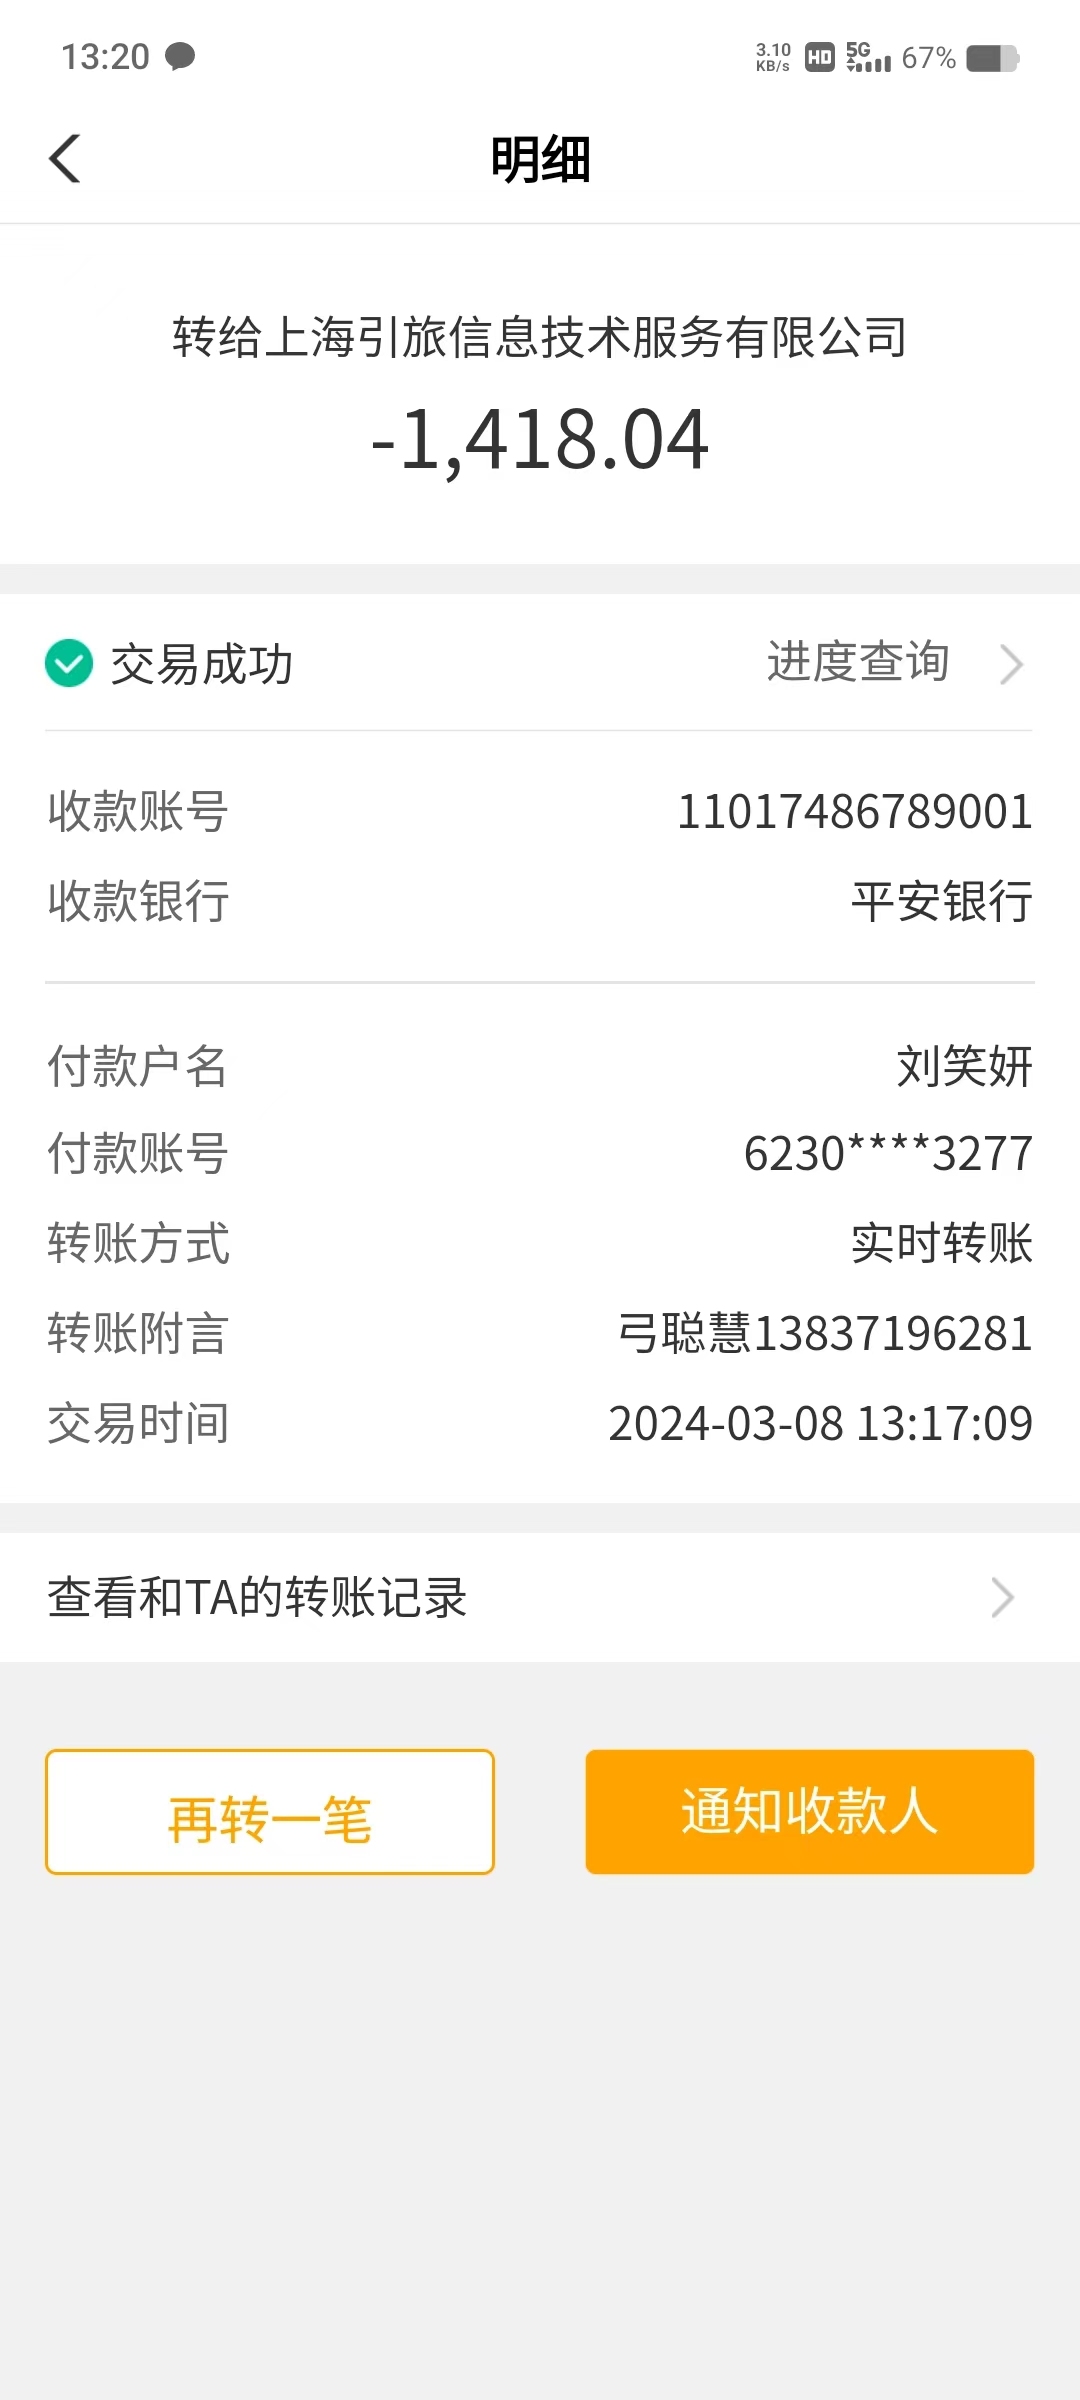 13:20
3.10 KB/s HD 5G 67%
明细
转给上海引旅信息技术服务有限公司
-1,418.04
交易成功 进度查询
收款账号 11017486789001
收款银行 平安银行
付款户名 刘笑妍
付款账号 6230****3277
转账方式 实时转账
转账附言 弓聪慧13837196281
交易时间 2024-03-08 13:17:09
查看和TA的转账记录
再转一笔 通知收款人